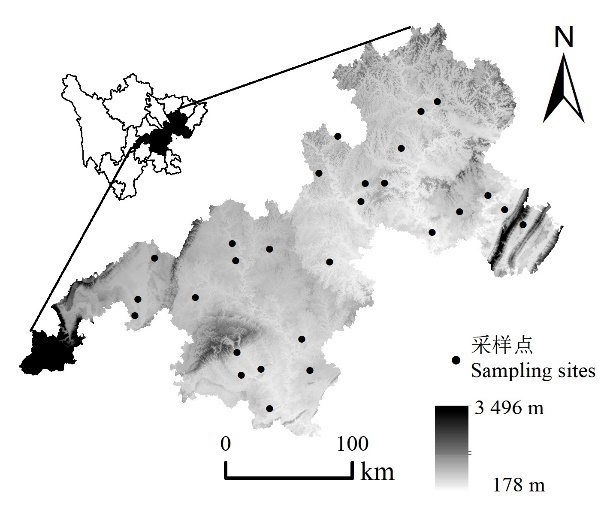 N
采样点
Sampling sites
3 496 m
178 m
0 100
km